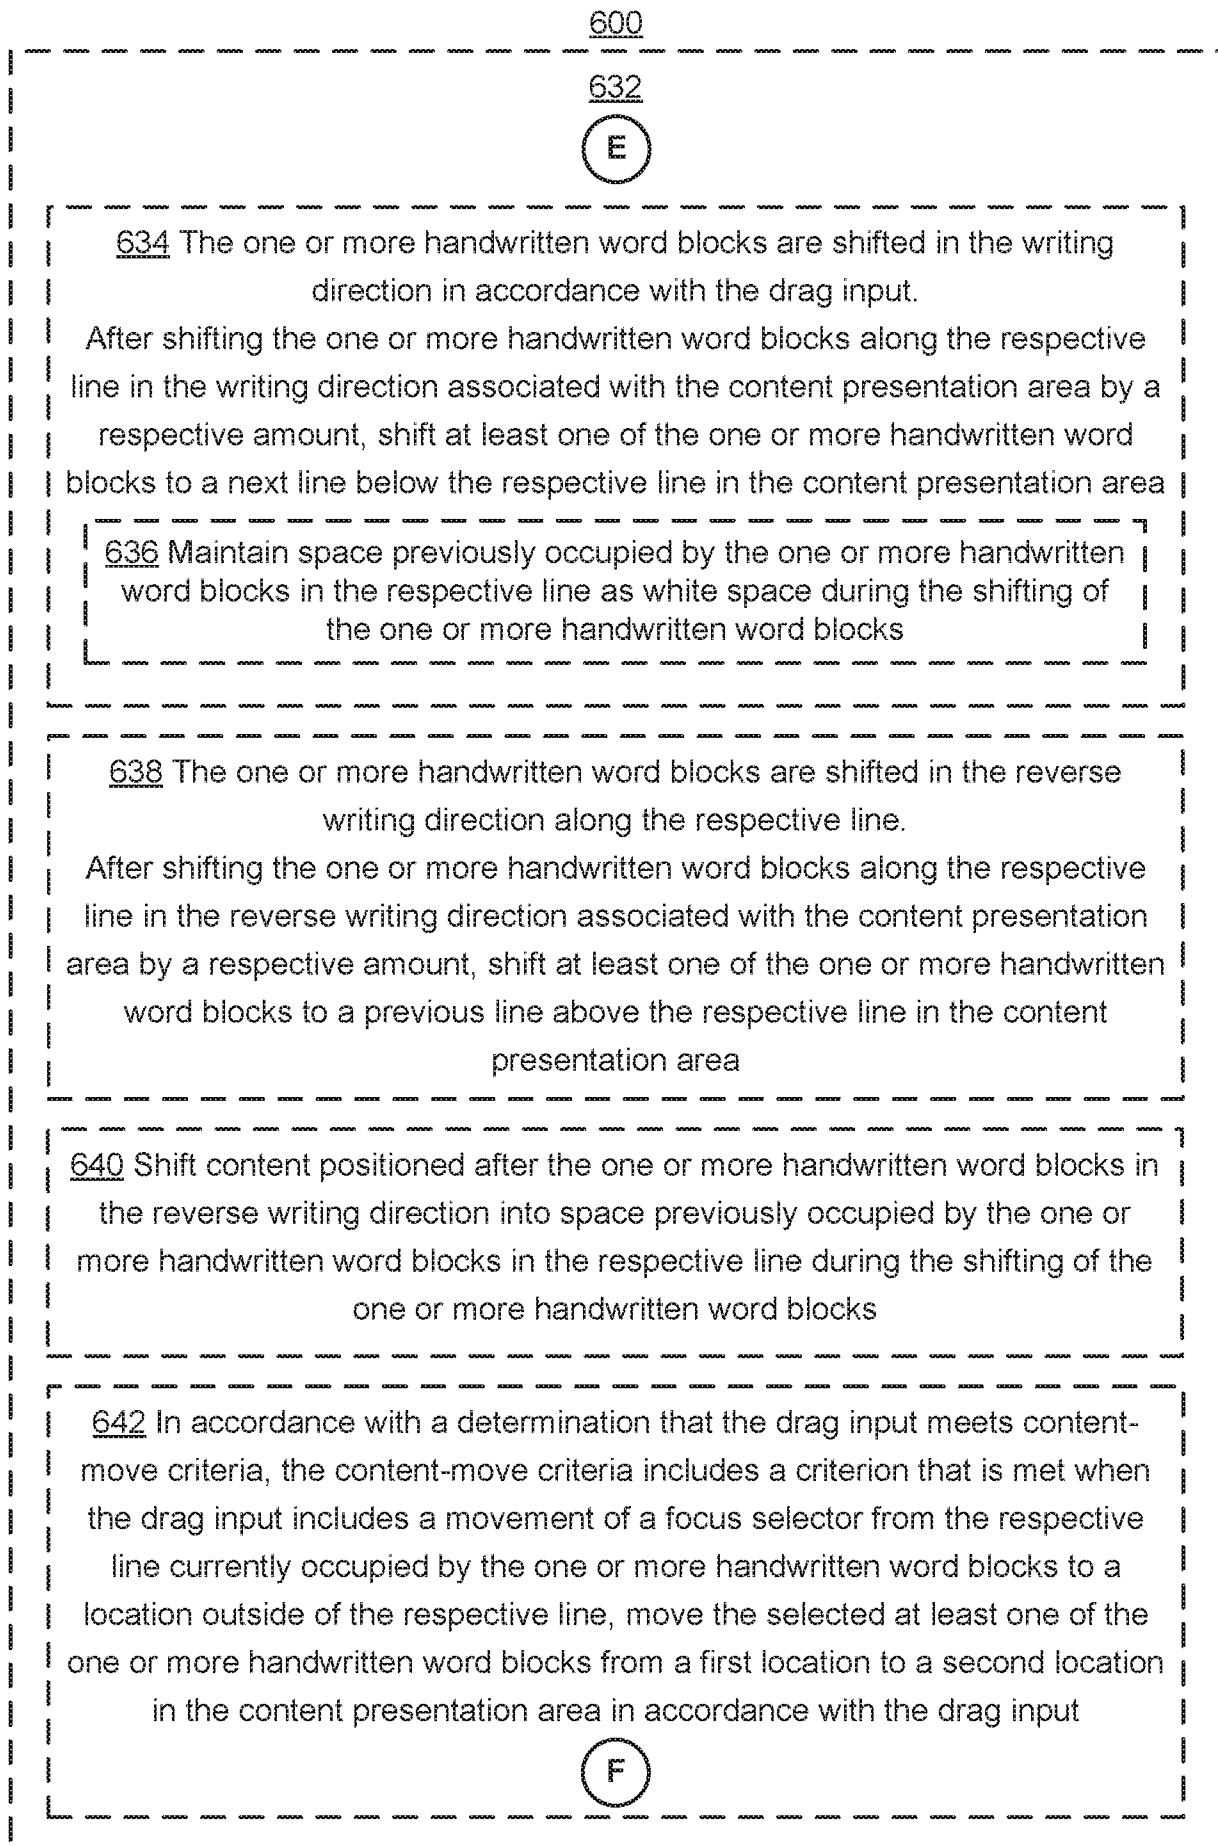 600
632
E
634 The one or more handwritten word blocks are shifted in the writing
direction in accordance with the drag input.
After shifting the one or more handwritten word blocks along the respective
line in the writing direction associated with the content presentation area by a
respective amount, shift at least one of the one or more handwritten word
blocks to a next line below the respective line in the content presentation area
636 Maintain space previously occupied by the one or more handwritten
word blocks in the respective line as white space during the shifting of
the one or more handwritten word blocks
638 The one or more handwritten word blocks are shifted in the reverse
writing direction along the respective line.
After shifting the one or more handwritten word blocks along the respective
line in the reverse writing direction associated with the content presentation
area by a respective amount, shift at least one of the one or more handwritten
word blocks to a previous line above the respective line in the content
presentation area
640 Shift content positioned after the one or more handwritten word blocks in
the reverse writing direction into space previously occupied by the one or
more handwritten word blocks in the respective line during the shifting of the
one or more handwritten word blocks
642 In accordance with a determination that the drag input meets content-
move criteria, the content-move criteria includes a criterion that is met when
the drag input includes a movement of a focus selector from the respective
line currently occupied by the one or more handwritten word blocks to a
location outside of the respective line, move the selected at least one of the
one or more handwritten word blocks from a first location to a second location
in the content presentation area in accordance with the drag input
F